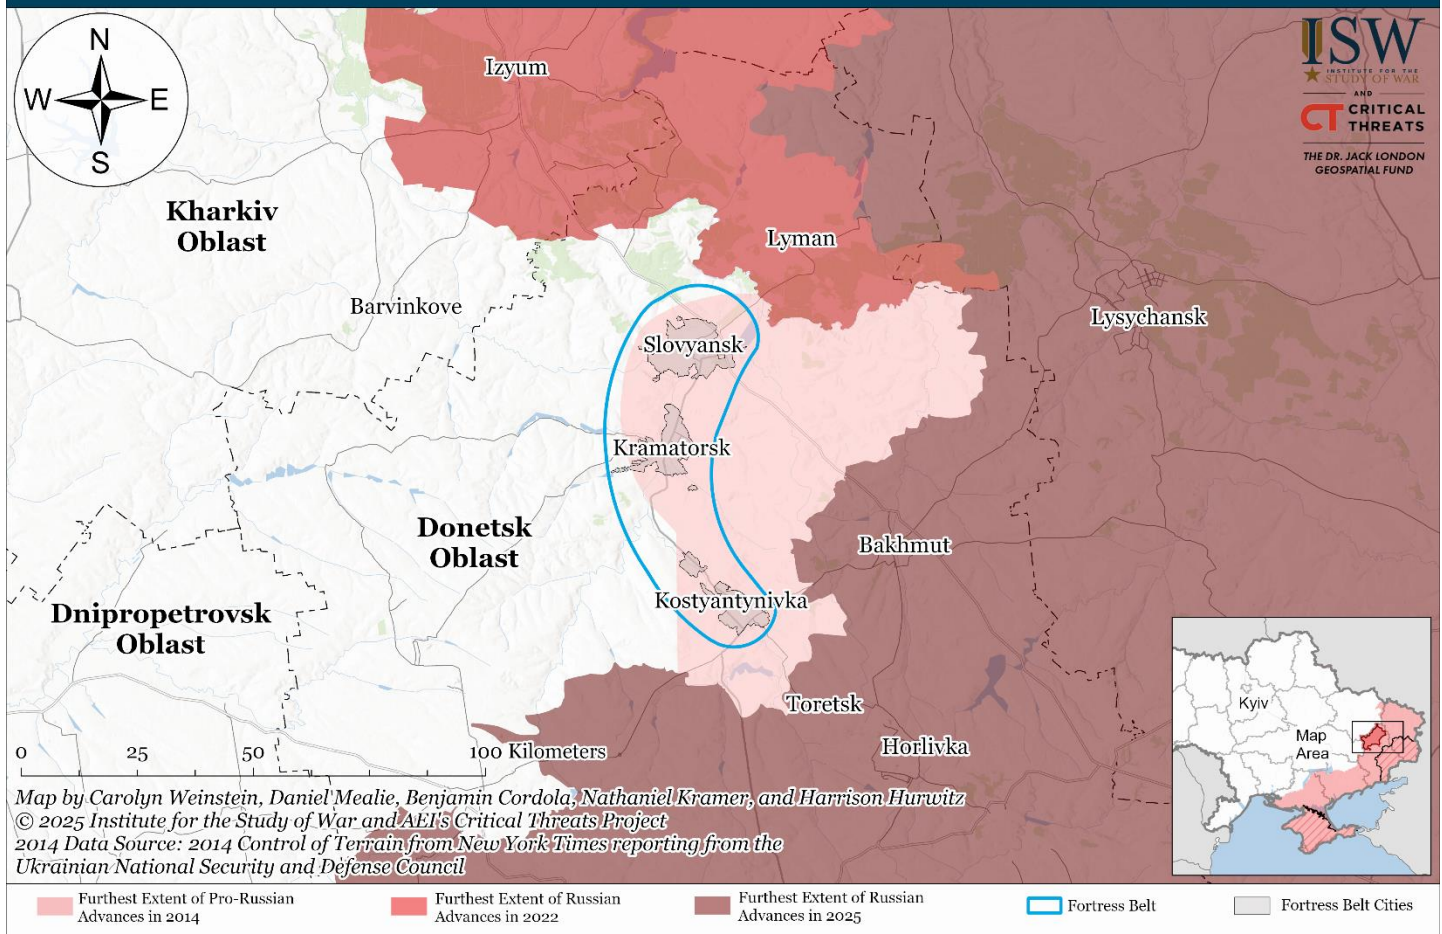 N
W
E
S
Izyum
ISW
INSTITUTE FOR THE
STUDY OF WAR
AND
CT CRITICAL
THREATS
THE DR. JACK LONDON
GEOSPATIAL FUND
Kharkiv
Oblast
Lyman
Barvinkove
Lysychansk
Slovyansk
Kramatorsk
Donetsk
Oblast
Bakhmut
Dnipropetrovsk
Oblast
Kostyantynivka
Toretsk
Horlivka
Kyiv
Map
Area
0 25 50 100 Kilometers
Map by Carolyn Weinstein, Daniel Mealie, Benjamin Cordola, Nathaniel Kramer, and Harrison Hurwitz
© 2025 Institute for the Study of War and AEI's Critical Threats Project
2014 Data Source: 2014 Control of Terrain from New York Times reporting from the
Ukrainian National Security and Defense Council
Furthest Extent of Pro-Russian
Advances in 2014
Furthest Extent of Russian
Advances in 2022
Furthest Extent of Russian
Advances in 2025
Fortress Belt
Fortress Belt Cities